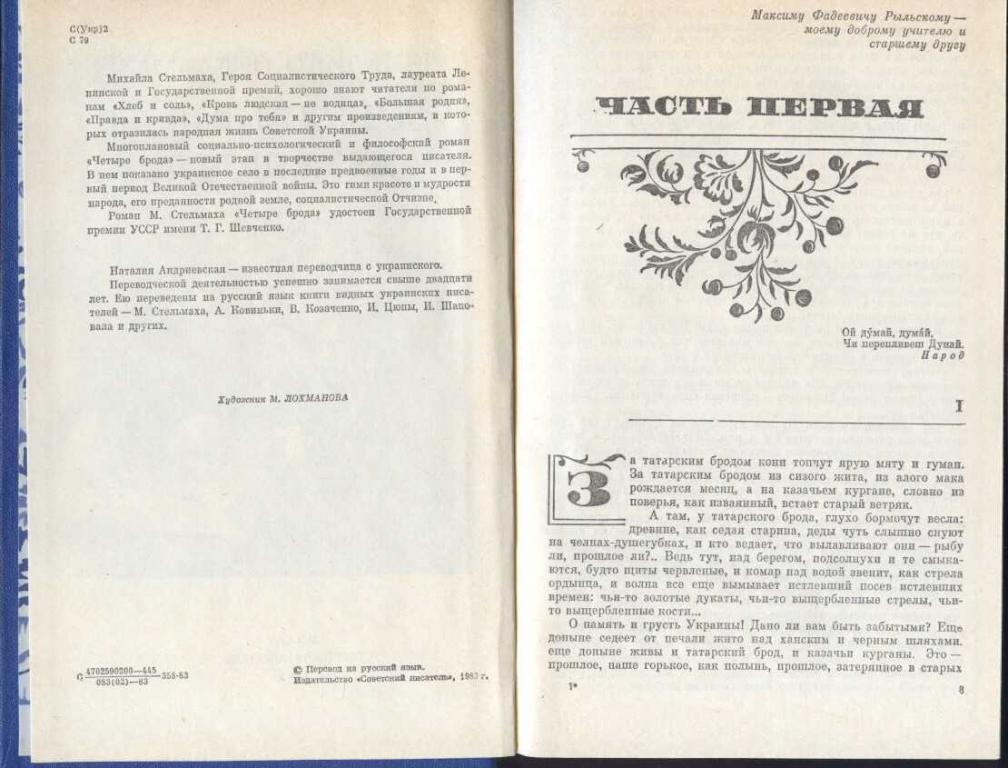 С(Укр)2
С 79
Михайла Стельмаха, Героя Социалистического Труда, лауреата Ле-
нинской и Государственной премий, хорошо знают читатели по рома-
нам «Хлеб и соль», «Кровь людская — не водица», «Большая родня»,
«Правда и кривда», «Дума про тебя» и другим произведениям, в кото-
рых отразилась народная жизнь Советской Украины.
Многоплановый социально-психологический и философский роман
«Четыре брода» — новый этап в творчестве выдающегося писателя.
В нем показано украинское село в последние предвоенные годы и в пер-
вый период Великой Отечественной войны. Это гимн красоте и мудрости
народа, его преданности родной земле, социалистической Отчизне.
Роман М. Стельмаха «Четыре брода» удостоен Государственной
премии УССР имени Т. Г. Шевченко.
Наталия Андриевская — известная переводчица с украинского.
Переводческой деятельностью успешно занимается свыше двадцати
лет. Ею переведены на русский язык книги видных украинских писа-
телей — М. Стельмаха, А. Ковиньки, В. Козаченко, И. Цюпы, И. Шапо-
вала и других.
Художник М. ЛОХМАНОВА
С 4702590200—445
083(02)—83 358-83
© Перевод на русский язык.
Издательство «Советский писатель», 1983 г.
Максиму Фадеевичу Рыльскому —
моему доброму учителю и
старшему другу
ЧАСТЬ ПЕРВАЯ
Ой ду́май, дума́й,
Чи перепливеш Дунай.
Народ
I
За татарским бродом кони топчут ярую мяту и гуман.
За татарским бродом из сизого жита, из алого мака
рождается месяц, а на казачьем кургане, словно из
поверья, как изваянный, встает старый ветряк.
А там, у татарского брода, глухо бормочут весла:
древние, как седая старина, деды чуть слышно снуют
на челнах-душегубках, и кто ведает, что вылавливают они — рыбу
ли, прошлое ли?.. Ведь тут, над берегом, подсолнухи и те смыка-
ются, будто щиты червленые, и комар над водой звенит, как стрела
ордынца, и волна все еще вымывает истлевший посев истлевших
времен: чьи-то золотые дукаты, чьи-то выщербленные стрелы, чьи-
то выщербленные кости...
О память и грусть Украины! Дано ли вам быть забытыми? Еще
доныне седеет от печали жито над ханским и черным шляхами,
еще доныне живы и татарский брод, и казачьи курганы. Это —
прошлое, наше горькое, как полынь, прошлое, затерянное в старых
1*
3